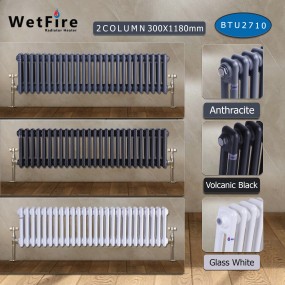 WetFire
Radiator Heater
2COLUMN 300X1180mm
BTU2710
Anthracite
Volcanic Black
Glass White